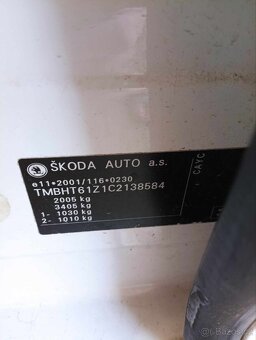 ŠKODA AUTO a.s.
e11*2001/116*0230
TMBHT61Z1C2138584
2005 kg
3405 kg
1- 1030 kg
2- 1010 kg
CAYC